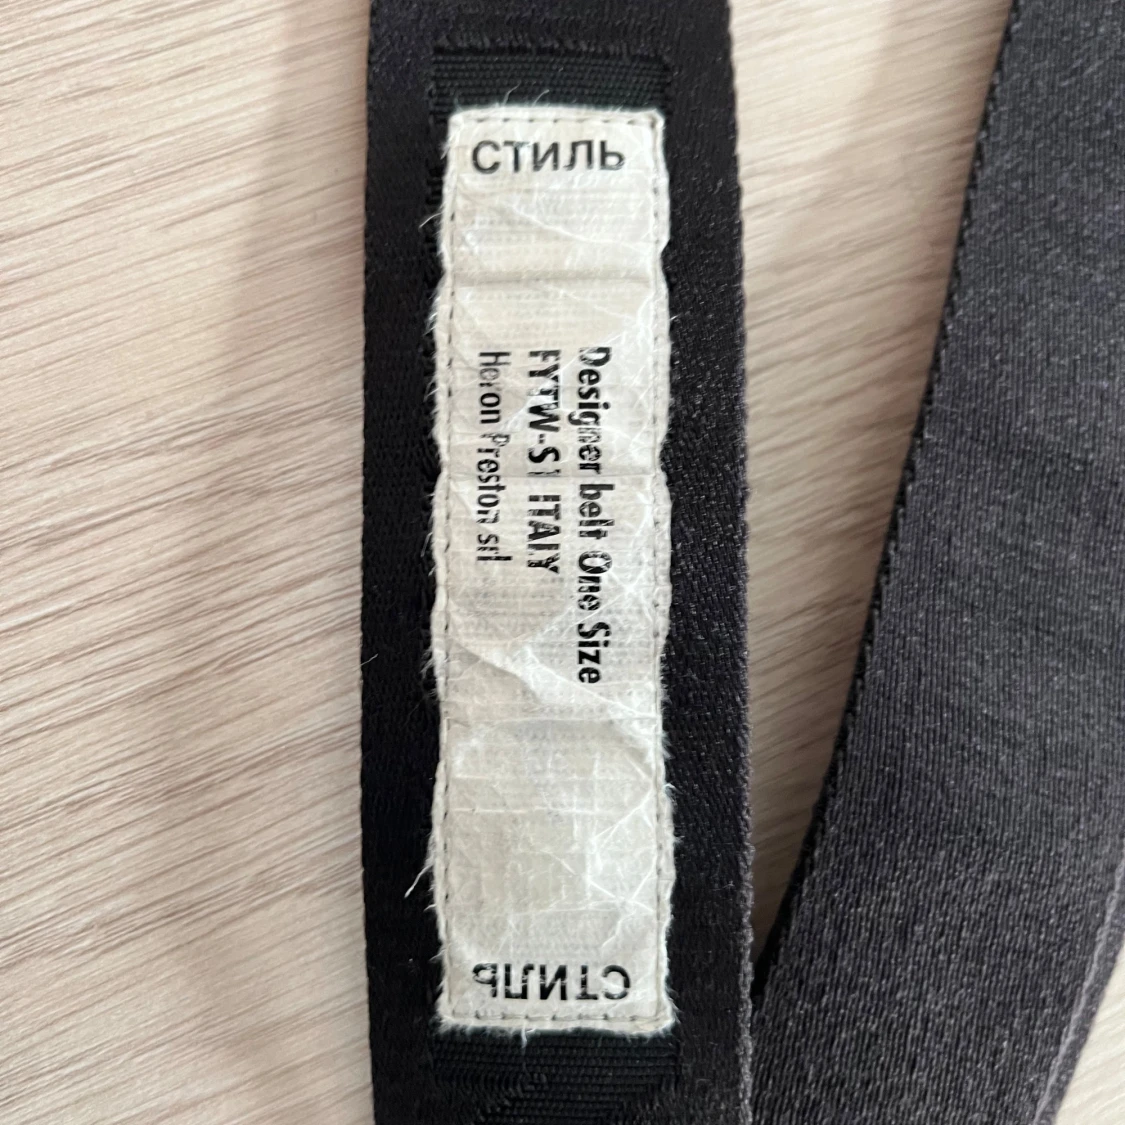 СТИЛЬ
Designer belt One Size
FYTW-S1 ITALY
Heron Preston srl
СТИЛЬ